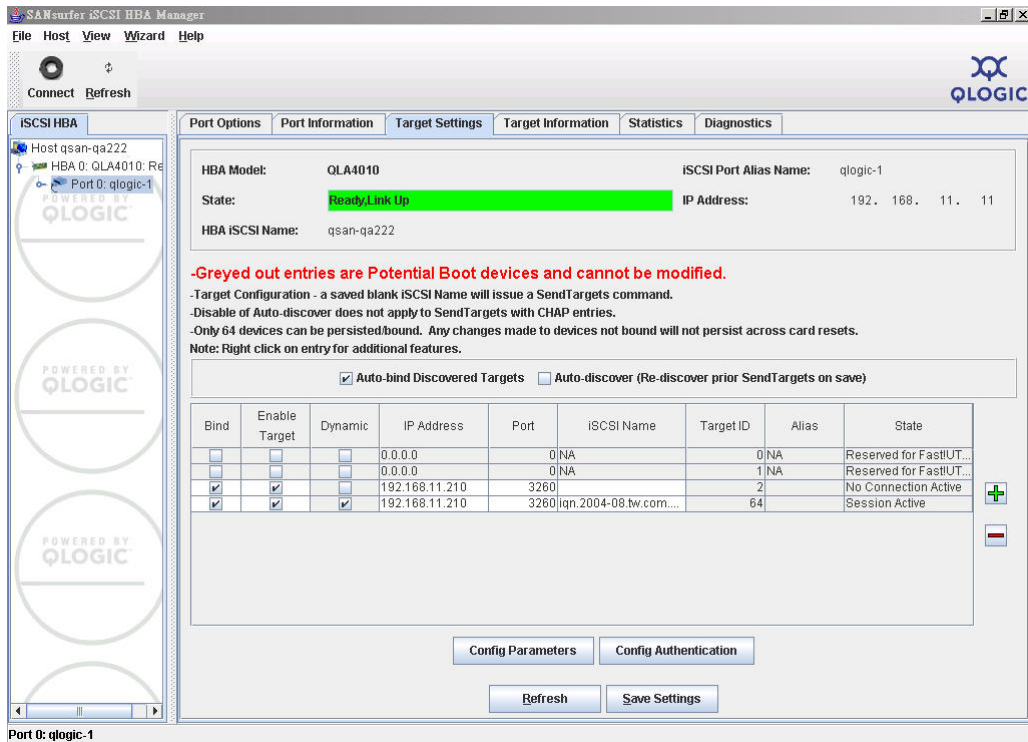 SANsurfer iSCSI HBA Manager
File Host View Wizard Help
Connect Refresh
QLOGIC
iSCSI HBA
Port Options Port Information Target Settings Target Information Statistics Diagnostics
Host qsan-qa222
HBA 0: QLA4010: Re
Port 0: qlogic-1
POWERED BY
QLOGIC
POWERED BY
QLOGIC
POWERED BY
QLOGIC
HBA Model: QLA4010 iSCSI Port Alias Name: qlogic-1
State: Ready,Link Up IP Address: 192. 168. 11. 11
HBA iSCSI Name: qsan-qa222
-Greyed out entries are Potential Boot devices and cannot be modified.
-Target Configuration - a saved blank iSCSI Name will issue a SendTargets command.
-Disable of Auto-discover does not apply to SendTargets with CHAP entries.
-Only 64 devices can be persisted/bound. Any changes made to devices not bound will not persist across card resets.
Note: Right click on entry for additional features.
Auto-bind Discovered Targets Auto-discover (Re-discover prior SendTargets on save)
Bind Enable Target Dynamic IP Address Port iSCSI Name Target ID Alias State
0.0.0.0 0 NA 0 NA Reserved for Fast!UT...
0.0.0.0 0 NA 1 NA Reserved for Fast!UT...
192.168.11.210 3260 2 No Connection Active
192.168.11.210 3260 iqn.2004-08.tw.com.... 64 Session Active
Config Parameters Config Authentication
Refresh Save Settings
Port 0: qlogic-1